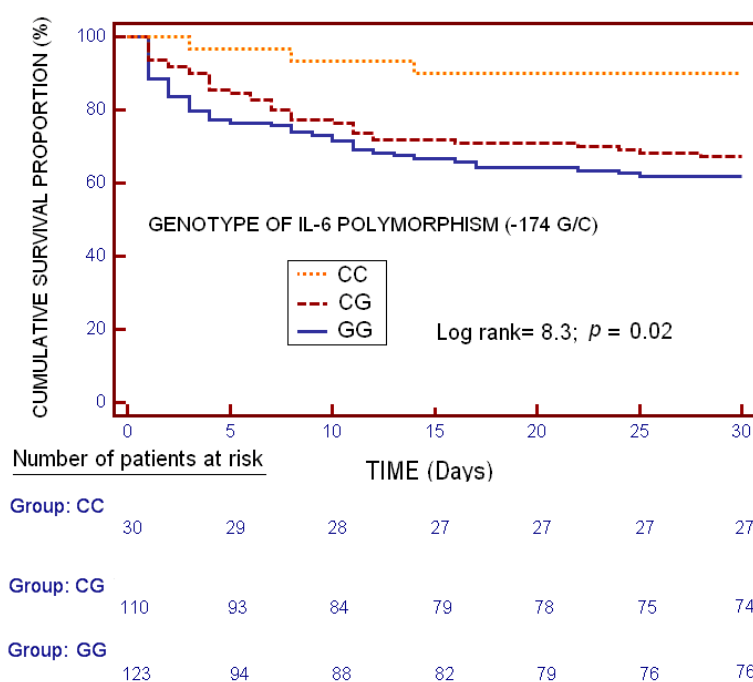 CUMULATIVE SURVIVAL PROPORTION (%)
100
80
60
40
20
0
GENOTYPE OF IL-6 POLYMORPHISM (-174 G/C)
CC
CG
GG
Log rank= 8.3; p = 0.02
0 5 10 15 20 25 30
Number of patients at risk
TIME (Days)
Group: CC
30 29 28 27 27 27 27
Group: CG
110 93 84 79 78 75 74
Group: GG
123 94 88 82 79 76 76